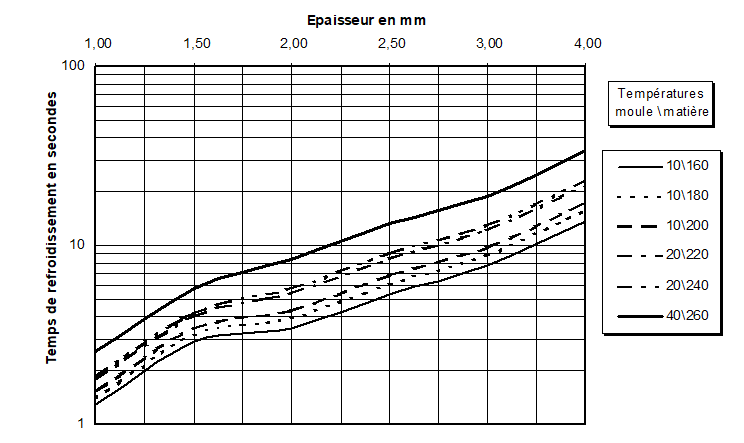 Epaisseur en mm
1,00 1,50 2,00 2,50 3,00 4,00
100
10
1
Temps de refroidissement en secondes
Températures
moule \ matière
10\160
10\180
10\200
20\220
20\240
40\260